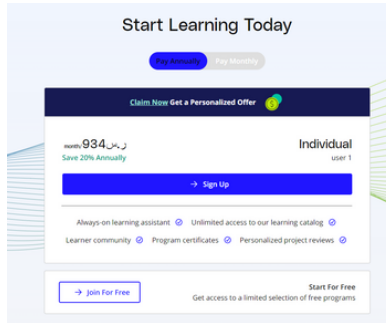 Start Learning Today
Pay Annually Pay Monthly
Claim Now Get a Personalized Offer
month/ 934 ر.س Individual
Save 20% Annually user 1
→ Sign Up
Always-on learning assistant Unlimited access to our learning catalog
Learner community Program certificates Personalized project reviews
→ Join For Free Start For Free
Get access to a limited selection of free programs